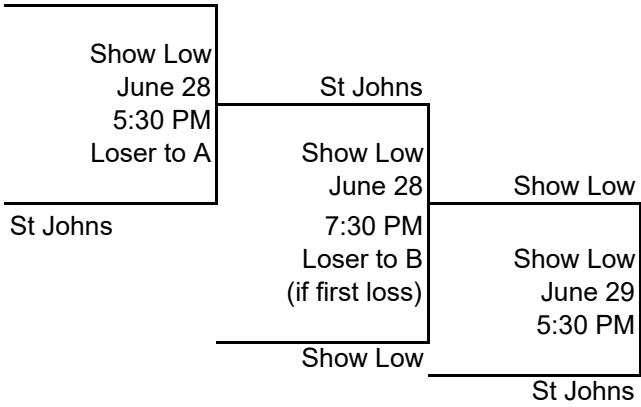 Show Low
June 28
5:30 PM
Loser to A
St Johns
St Johns
Show Low
June 28
7:30 PM
Loser to B
(if first loss)
Show Low
Show Low
Show Low
June 29
5:30 PM
St Johns